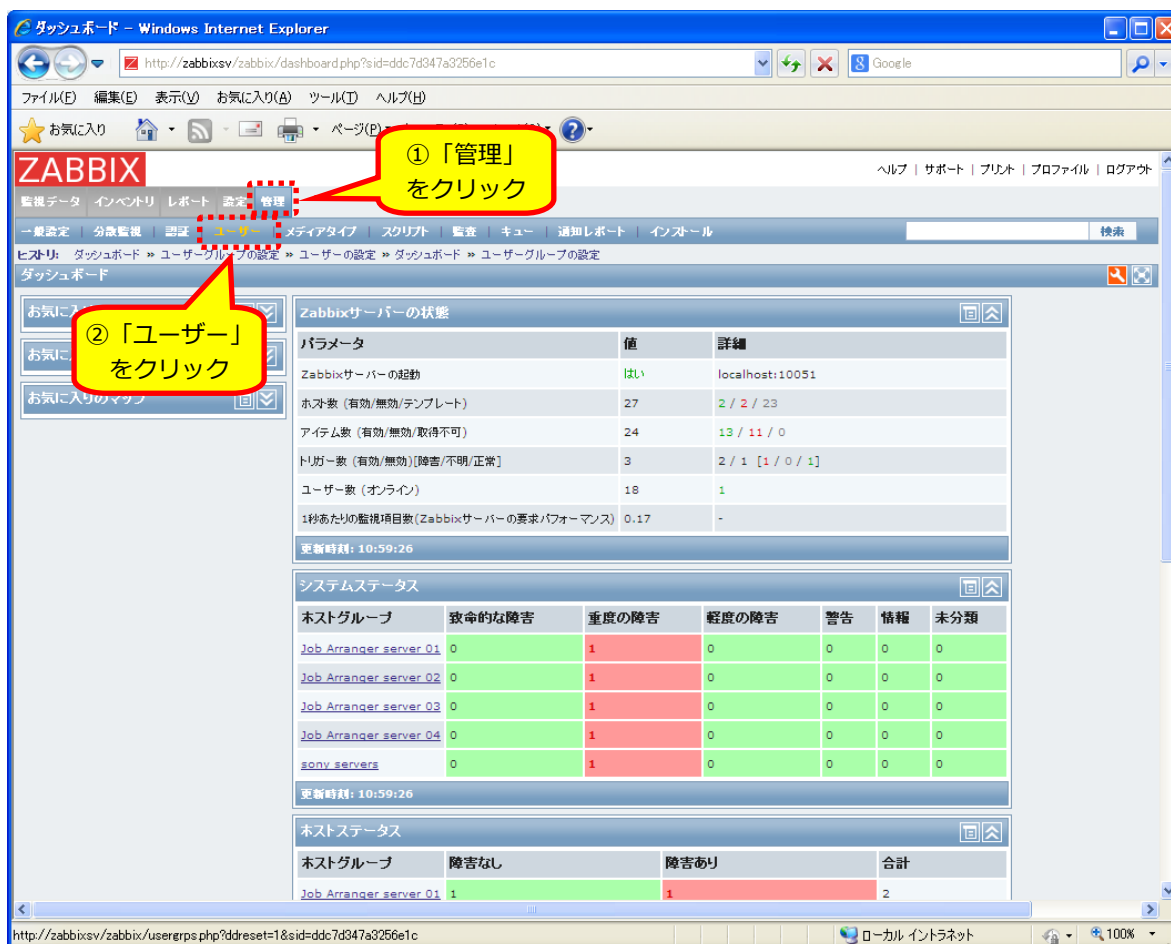 ダッシュボード - Windows Internet Explorer
http://zabbixsv/zabbix/dashboard.php?sid=ddc7d347a3256e1c
Google
ファイル(F) 編集(E) 表示(V) お気に入り(A) ツール(T) ヘルプ(H)
お気に入り
ページ(P)
①「管理」
をクリック
ZABBIX
ヘルプ | サポート | プリント | プロファイル | ログアウト
監視データ インベントリ レポート 設定 管理
一般設定 | 分散監視 | 認証 | ユーザー | メディアタイプ | スクリプト | 監査 | キュー | 通知レポート | インストール
検索
ヒストリ: ダッシュボード » ユーザーグループの設定 » ユーザーの設定 » ダッシュボード » ユーザーグループの設定
ダッシュボード
お気に入
②「ユーザー」
をクリック
お気に
お気に入りのマップ
Zabbixサーバーの状態
パラメータ 値 詳細
Zabbixサーバーの起動 はい localhost:10051
ホスト数 (有効/無効/テンプレート) 27 2 / 2 / 23
アイテム数 (有効/無効/取得不可) 24 13 / 11 / 0
トリガー数 (有効/無効)[障害/不明/正常] 3 2 / 1 [1 / 0 / 1]
ユーザー数 (オンライン) 18 1
1秒あたりの監視項目数(Zabbixサーバーの要求パフォーマンス) 0.17 -
更新時刻: 10:59:26
システムステータス
ホストグループ 致命的な障害 重度の障害 軽度の障害 警告 情報 未分類
Job Arranger server 01 0 1 0 0 0 0
Job Arranger server 02 0 1 0 0 0 0
Job Arranger server 03 0 1 0 0 0 0
Job Arranger server 04 0 1 0 0 0 0
sony servers 0 1 0 0 0 0
更新時刻: 10:59:26
ホストステータス
ホストグループ 障害なし 障害あり 合計
Job Arranger server 01 1 1 2
http://zabbixsv/zabbix/usergrps.php?ddreset=1&sid=ddc7d347a3256e1c
ローカル イントラネット
100%